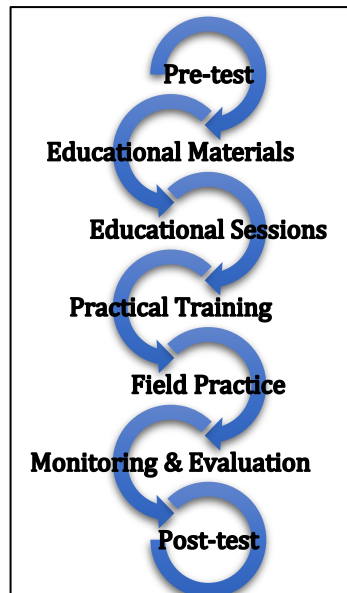 Pre-test
Educational Materials
Educational Sessions
Practical Training
Field Practice
Monitoring & Evaluation
Post-test